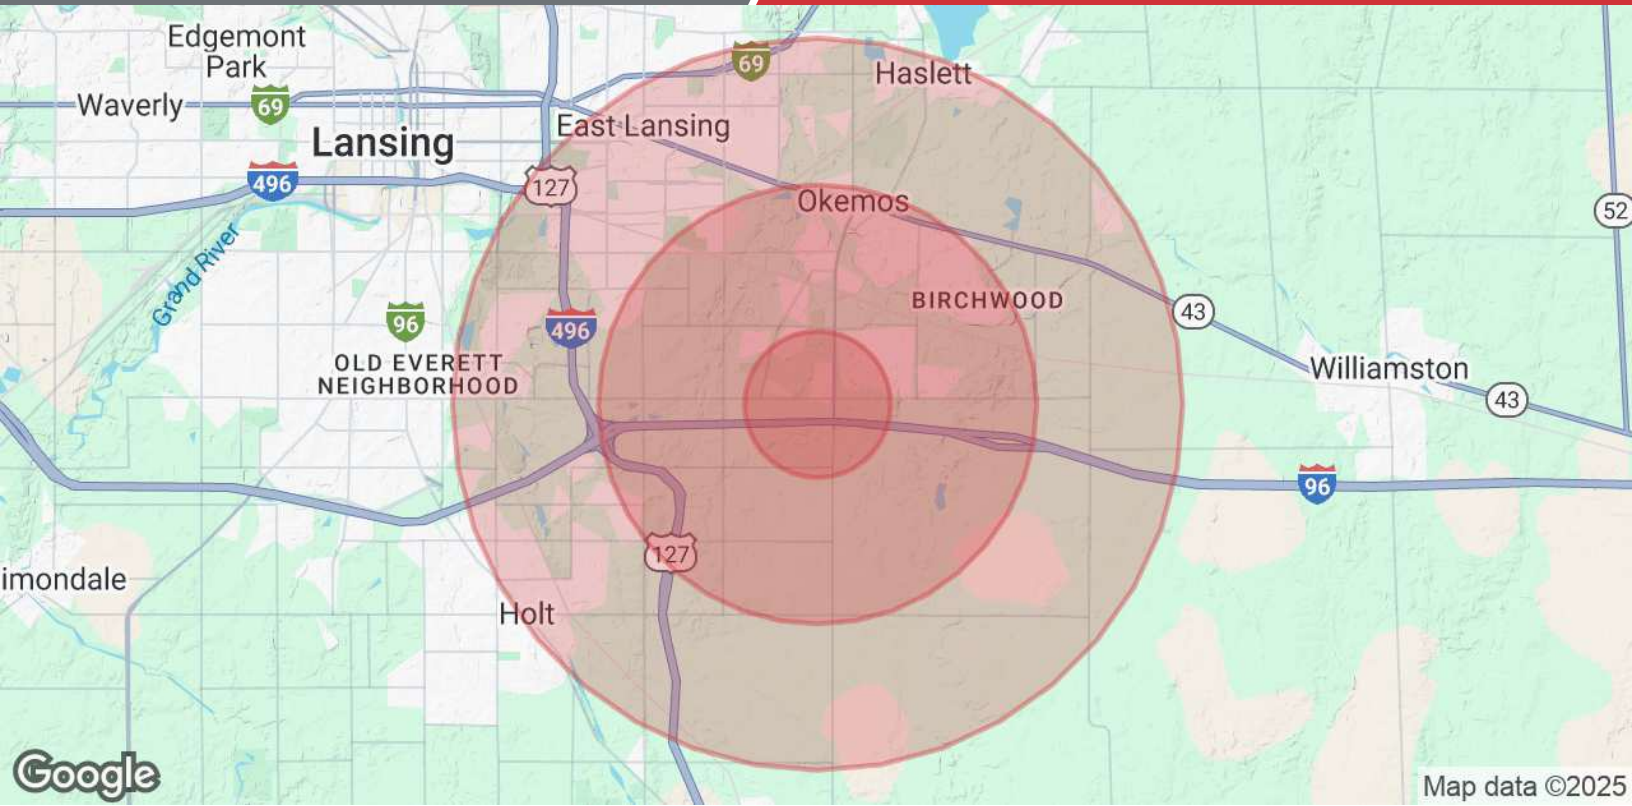 Edgemont
Park
69
Haslett
Waverly
69
East Lansing
Lansing
496
127
Okemos
52
Grand River
BIRCHWOOD
43
96
496
OLD EVERETT
NEIGHBORHOOD
Williamston
43
96
127
imondale
Holt
Google
Map data ©2025